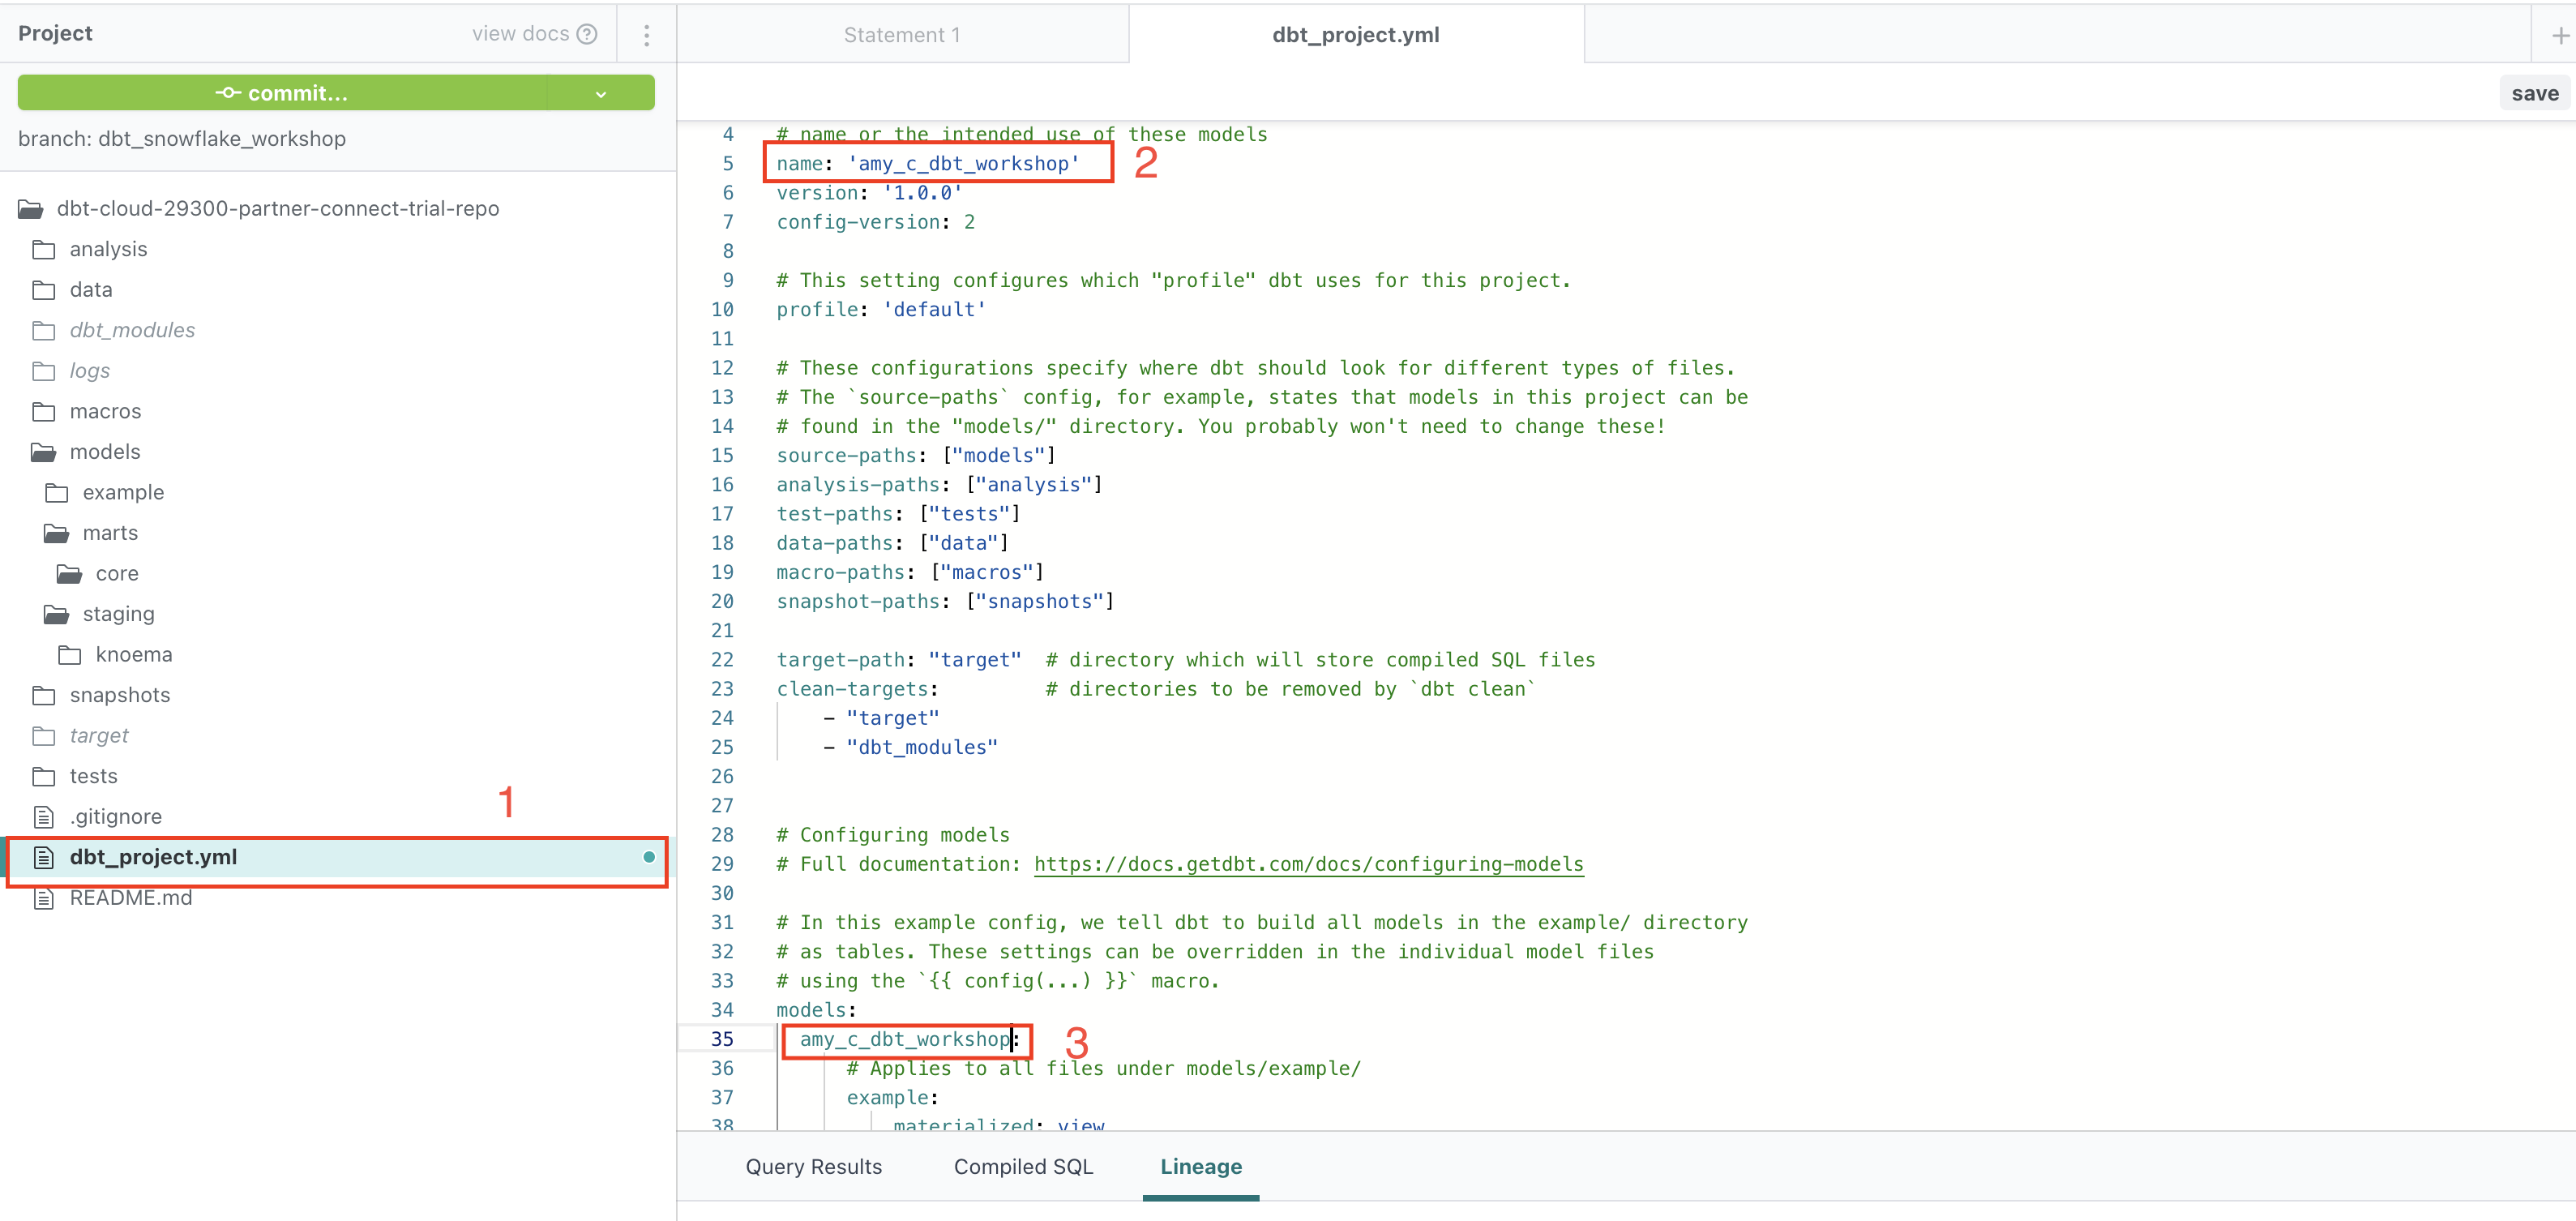 Project
view docs ?
commit...
branch: dbt_snowflake_workshop
dbt-cloud-29300-partner-connect-trial-repo
analysis
data
dbt_modules
logs
macros
models
example
marts
core
staging
knoema
snapshots
target
tests
1
.gitignore
dbt_project.yml
README.md
Statement 1
dbt_project.yml
+
save
4 # name or the intended use of these models
5 name: 'amy_c_dbt_workshop' 2
6 version: '1.0.0'
7 config-version: 2
8
9 # This setting configures which "profile" dbt uses for this project.
10 profile: 'default'
11
12 # These configurations specify where dbt should look for different types of files.
13 # The `source-paths` config, for example, states that models in this project can be
14 # found in the "models/" directory. You probably won't need to change these!
15 source-paths: ["models"]
16 analysis-paths: ["analysis"]
17 test-paths: ["tests"]
18 data-paths: ["data"]
19 macro-paths: ["macros"]
20 snapshot-paths: ["snapshots"]
21
22 target-path: "target"  # directory which will store compiled SQL files
23 clean-targets:         # directories to be removed by `dbt clean`
24     - "target"
25     - "dbt_modules"
26
27
28 # Configuring models
29 # Full documentation: https://docs.getdbt.com/docs/configuring-models
30
31 # In this example config, we tell dbt to build all models in the example/ directory
32 # as tables. These settings can be overridden in the individual model files
33 # using the `{{ config(...) }}` macro.
34 models:
35   amy_c_dbt_workshop: 3
36       # Applies to all files under models/example/
37       example:
38           materialized: view
Query Results
Compiled SQL
Lineage